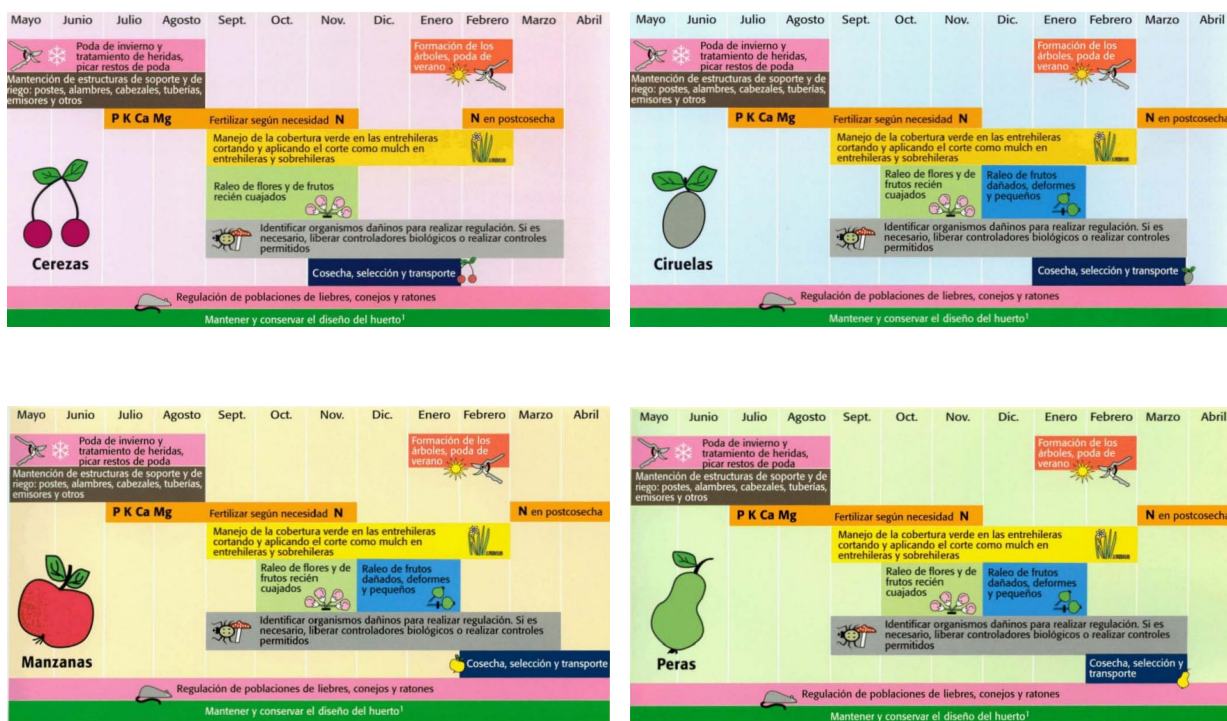 Mayo Junio Julio Agosto Sept. Oct. Nov. Dic. Enero Febrero Marzo Abril
Poda de invierno y
tratamiento de heridas,
picar restos de poda
Formación de los
árboles, poda de
verano
Mantención de estructuras de soporte y de
riego: postes, alambres, cabezales, tuberías,
emisores y otros
P K Ca Mg Fertilizar según necesidad N N en postcosecha
Manejo de la cobertura verde en las entrehileras
cortando y aplicando el corte como mulch en
entrehileras y sobrehileras
Raleo de flores y de frutos
recién cuajados
Identificar organismos dañinos para realizar regulación. Si es
necesario, liberar controladores biológicos o realizar controles
permitidos
Cerezas
Cosecha, selección y transporte
Regulación de poblaciones de liebres, conejos y ratones
Mantener y conservar el diseño del huerto¹
Mayo Junio Julio Agosto Sept. Oct. Nov. Dic. Enero Febrero Marzo Abril
Poda de invierno y
tratamiento de heridas,
picar restos de poda
Formación de los
árboles, poda de
verano
Mantención de estructuras de soporte y de
riego: postes, alambres, cabezales, tuberías,
emisores y otros
P K Ca Mg Fertilizar según necesidad N N en postcosecha
Manejo de la cobertura verde en las entrehileras
cortando y aplicando el corte como mulch en
entrehileras y sobrehileras
Raleo de flores y de
frutos recién
cuajados
Raleo de frutos
dañados, deformes
y pequeños
Identificar organismos dañinos para realizar regulación. Si es
necesario, liberar controladores biológicos o realizar controles
permitidos
Ciruelas
Cosecha, selección y transporte
Regulación de poblaciones de liebres, conejos y ratones
Mantener y conservar el diseño del huerto¹
Mayo Junio Julio Agosto Sept. Oct. Nov. Dic. Enero Febrero Marzo Abril
Poda de invierno y
tratamiento de heridas,
picar restos de poda
Formación de los
árboles, poda de
verano
Mantención de estructuras de soporte y de
riego: postes, alambres, cabezales, tuberías,
emisores y otros
P K Ca Mg Fertilizar según necesidad N N en postcosecha
Manejo de la cobertura verde en las entrehileras
cortando y aplicando el corte como mulch en
entrehileras y sobrehileras
Raleo de flores y de
frutos recién
cuajados
Raleo de frutos
dañados, deformes
y pequeños
Identificar organismos dañinos para realizar regulación. Si es
necesario, liberar controladores biológicos o realizar controles
permitidos
Manzanas
Cosecha, selección y transporte
Regulación de poblaciones de liebres, conejos y ratones
Mantener y conservar el diseño del huerto¹
Mayo Junio Julio Agosto Sept. Oct. Nov. Dic. Enero Febrero Marzo Abril
Poda de invierno y
tratamiento de heridas,
picar restos de poda
Formación de los
árboles, poda de
verano
Mantención de estructuras de soporte y de
riego: postes, alambres, cabezales, tuberías,
emisores y otros
P K Ca Mg Fertilizar según necesidad N N en postcosecha
Manejo de la cobertura verde en las entrehileras
cortando y aplicando el corte como mulch en
entrehileras y sobrehileras
Raleo de flores y de
frutos recién
cuajados
Raleo de frutos
dañados, deformes
y pequeños
Identificar organismos dañinos para realizar regulación. Si es
necesario, liberar controladores biológicos o realizar controles
permitidos
Peras
Cosecha, selección y
transporte
Regulación de poblaciones de liebres, conejos y ratones
Mantener y conservar el diseño del huerto¹